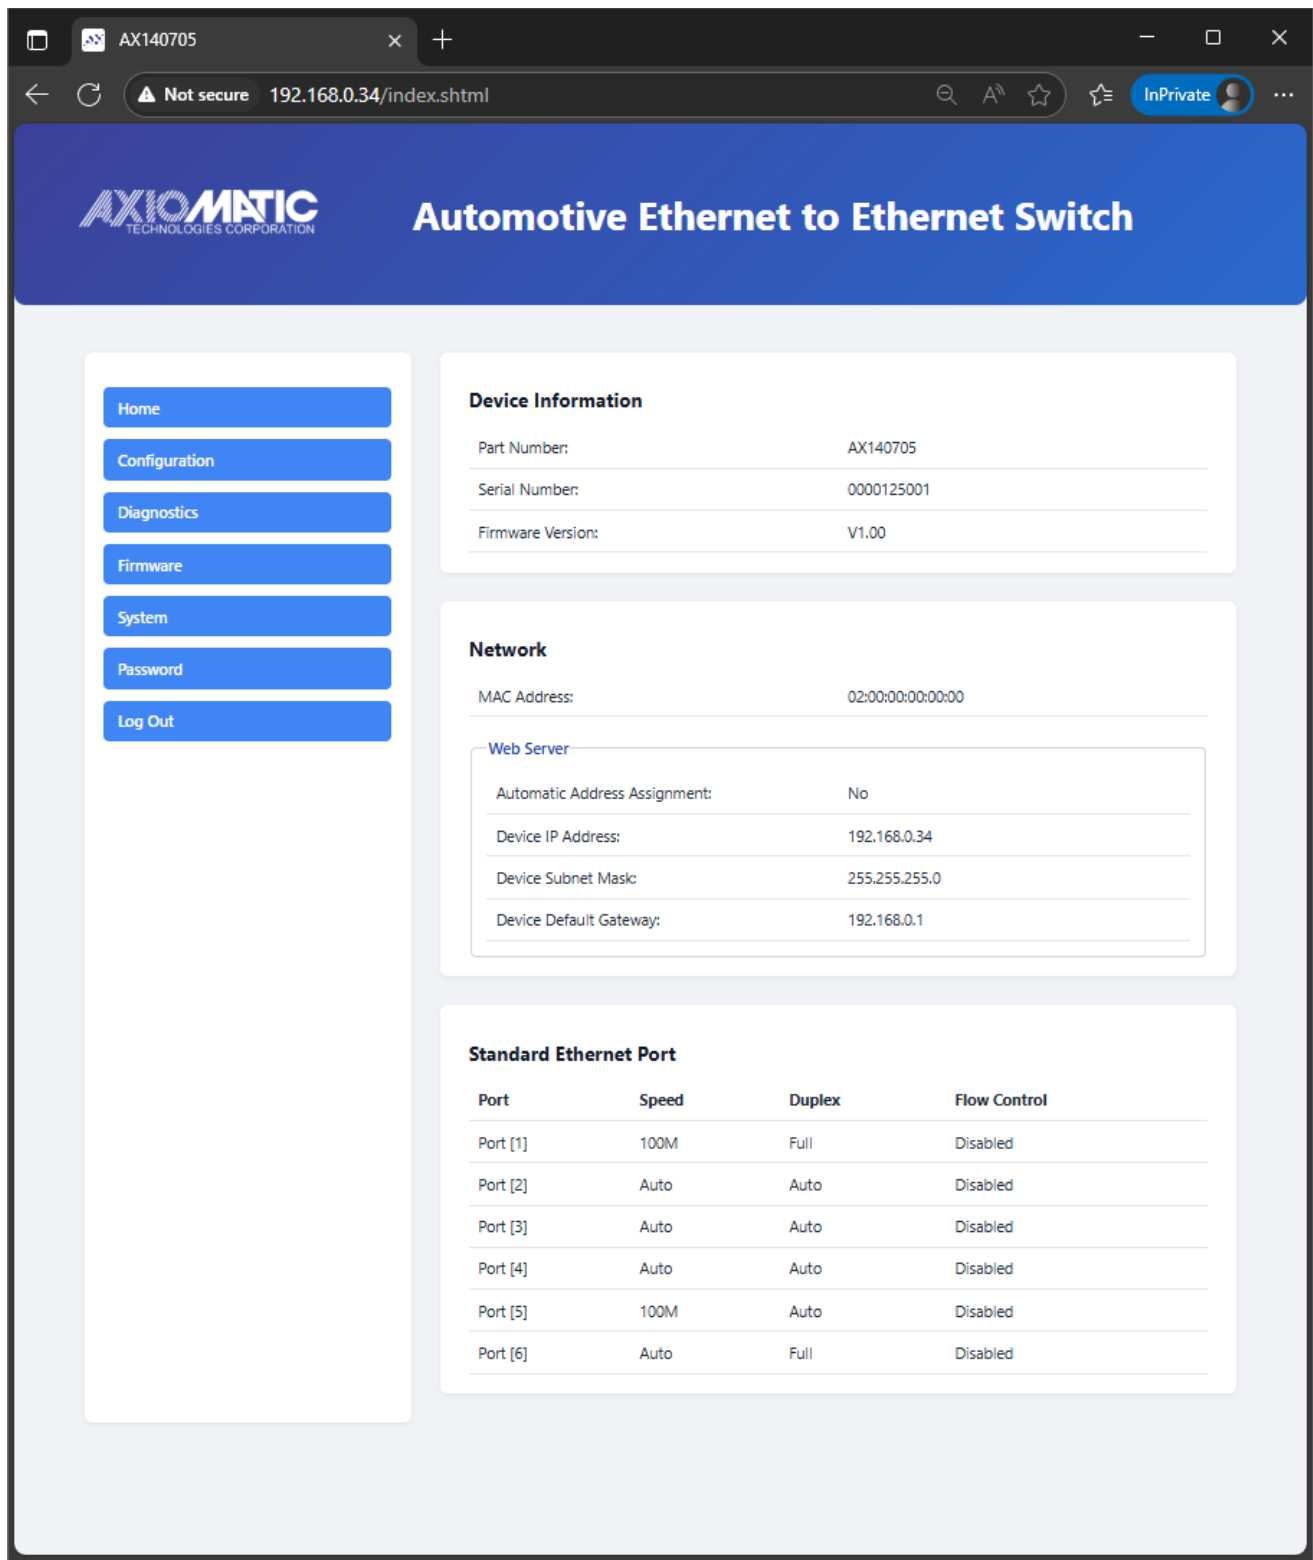 AX140705
Not secure 192.168.0.34/index.shtml
InPrivate
AXIOMATIC
TECHNOLOGIES CORPORATION
Automotive Ethernet to Ethernet Switch
Home
Configuration
Diagnostics
Firmware
System
Password
Log Out
Device Information
Part Number: AX140705
Serial Number: 0000125001
Firmware Version: V1.00
Network
MAC Address: 02:00:00:00:00:00
Web Server
Automatic Address Assignment: No
Device IP Address: 192.168.0.34
Device Subnet Mask: 255.255.255.0
Device Default Gateway: 192.168.0.1
Standard Ethernet Port
Port Speed Duplex Flow Control
Port [1] 100M Full Disabled
Port [2] Auto Auto Disabled
Port [3] Auto Auto Disabled
Port [4] Auto Auto Disabled
Port [5] 100M Auto Disabled
Port [6] Auto Full Disabled